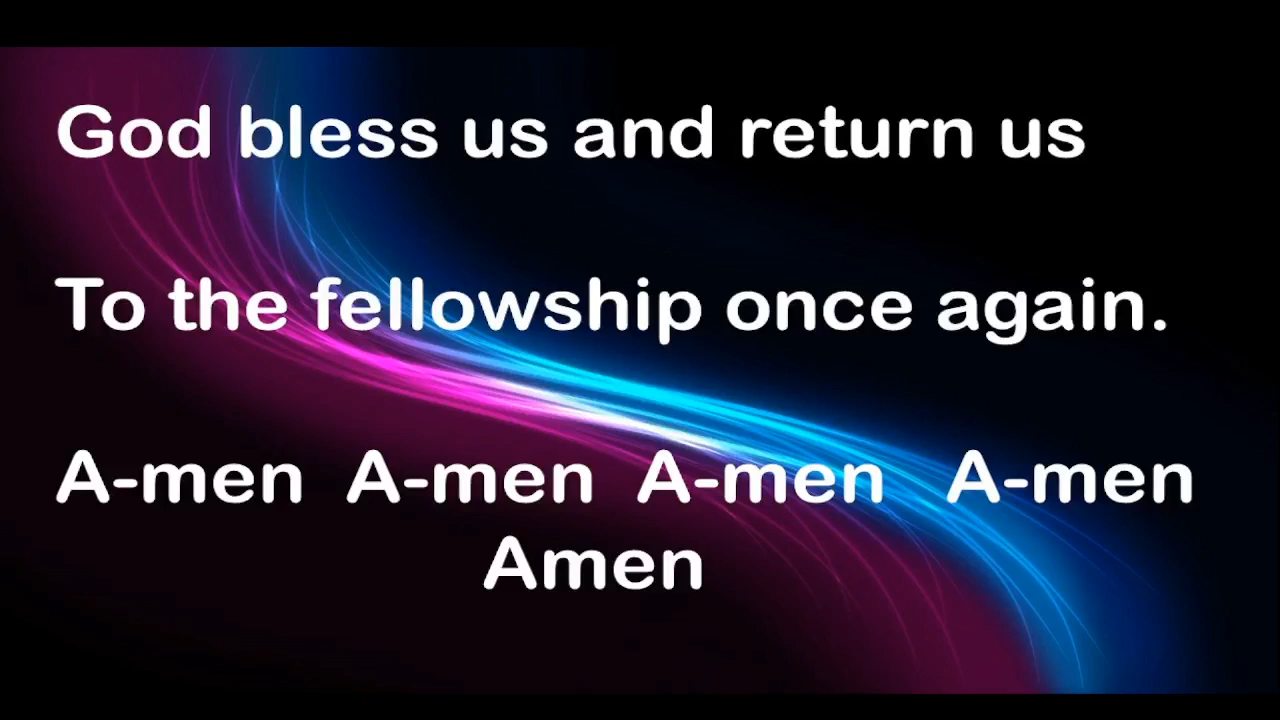 God bless us and return us
To the fellowship once again.
A-men A-men A-men A-men
Amen